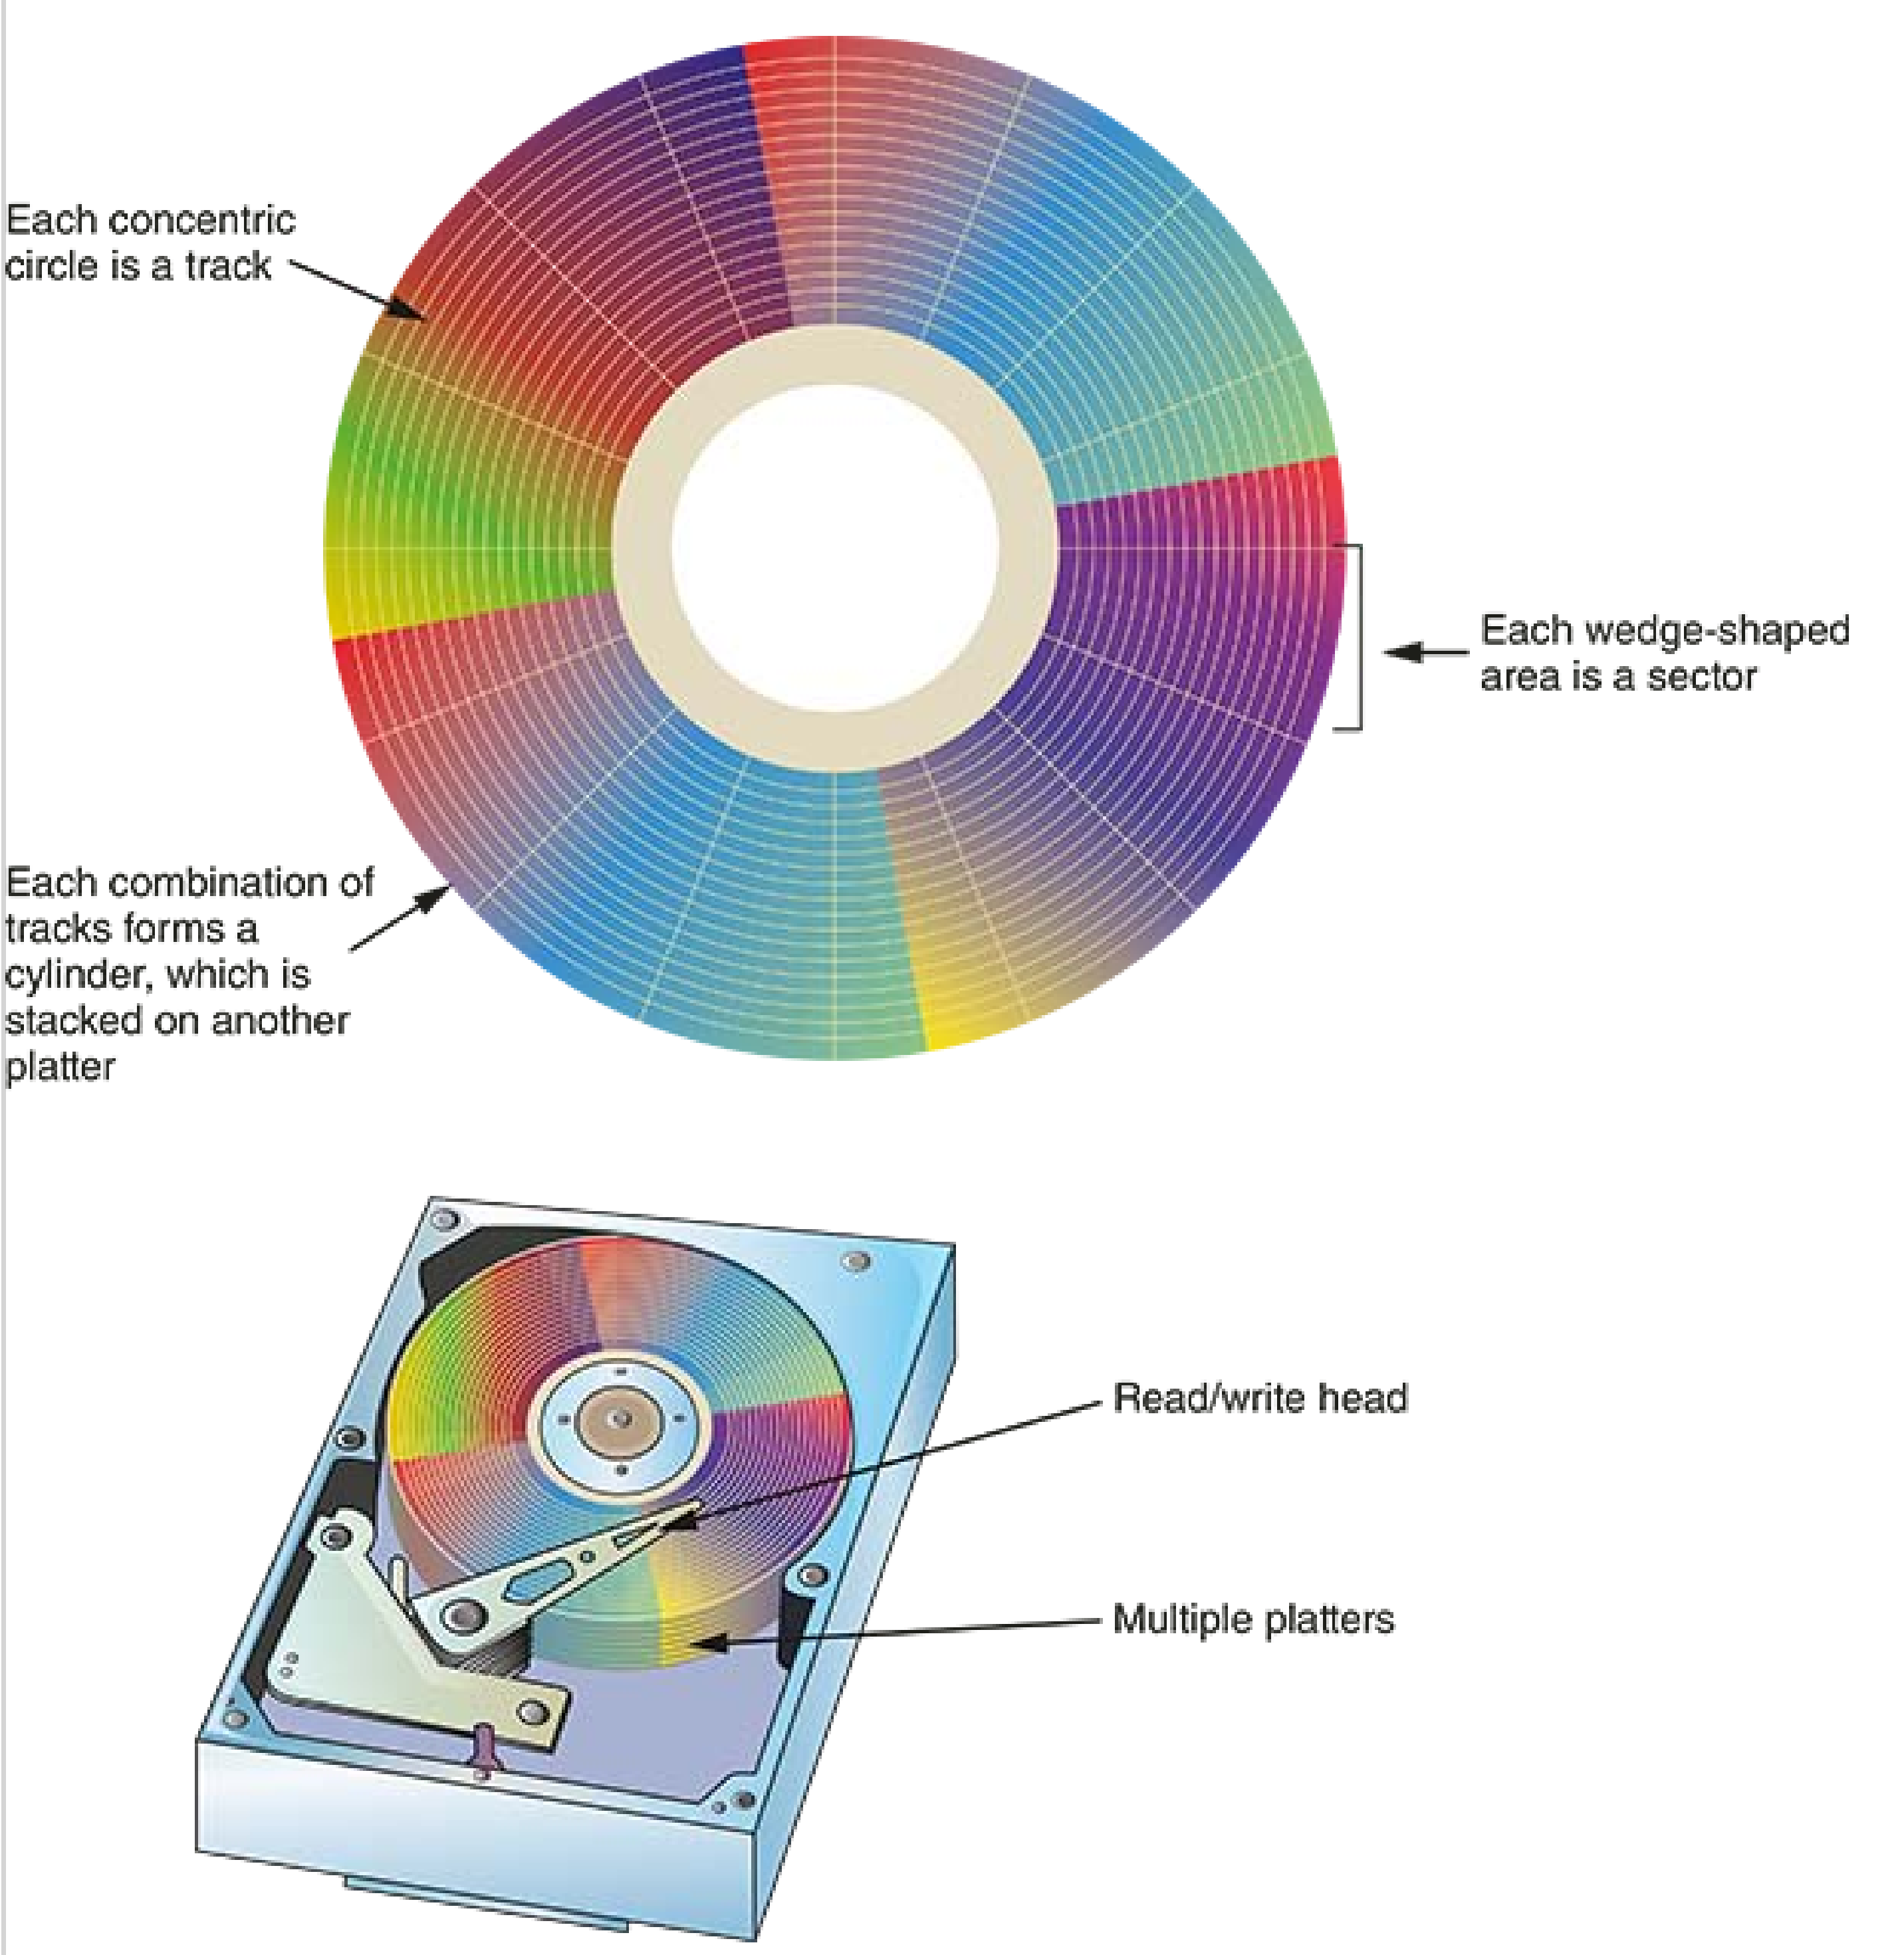 Each concentric
circle is a track
Each wedge-shaped
area is a sector
Each combination of
tracks forms a
cylinder, which is
stacked on another
platter
Read/write head
Multiple platters